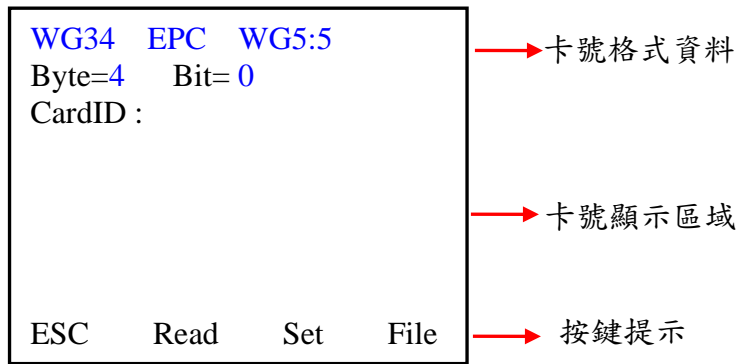 WG34 EPC WG5:5
卡號格式資料
Byte=4 Bit= 0
CardID :
卡號顯示區域
ESC Read Set File
按鍵提示